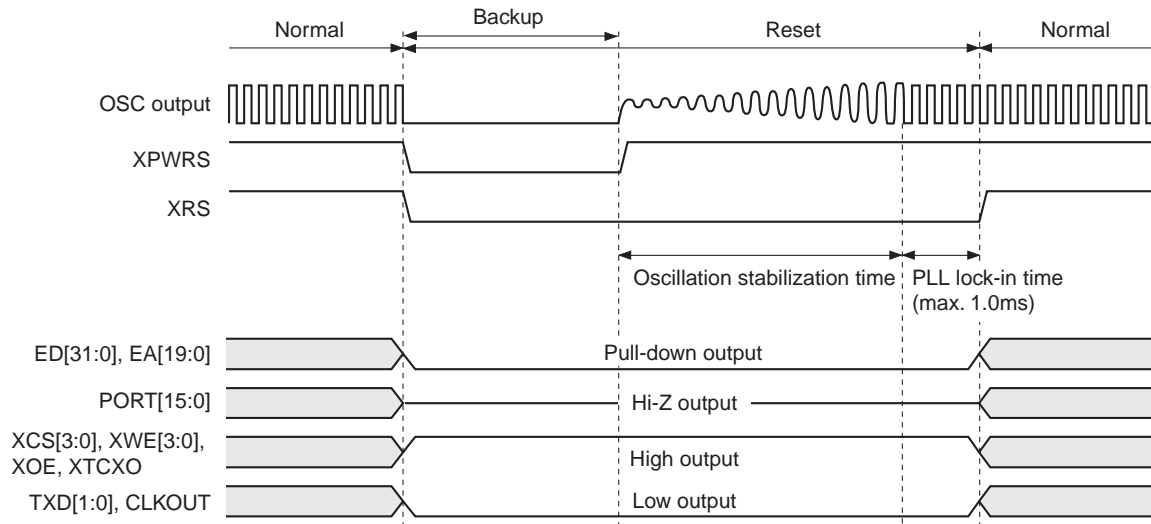 Normal
Backup
Reset
Normal
OSC output
XPWRS
XRS
Oscillation stabilization time
PLL lock-in time
(max. 1.0ms)
ED[31:0], EA[19:0]
Pull-down output
PORT[15:0]
Hi-Z output
XCS[3:0], XWE[3:0],
XOE, XTCXO
High output
TXD[1:0], CLKOUT
Low output